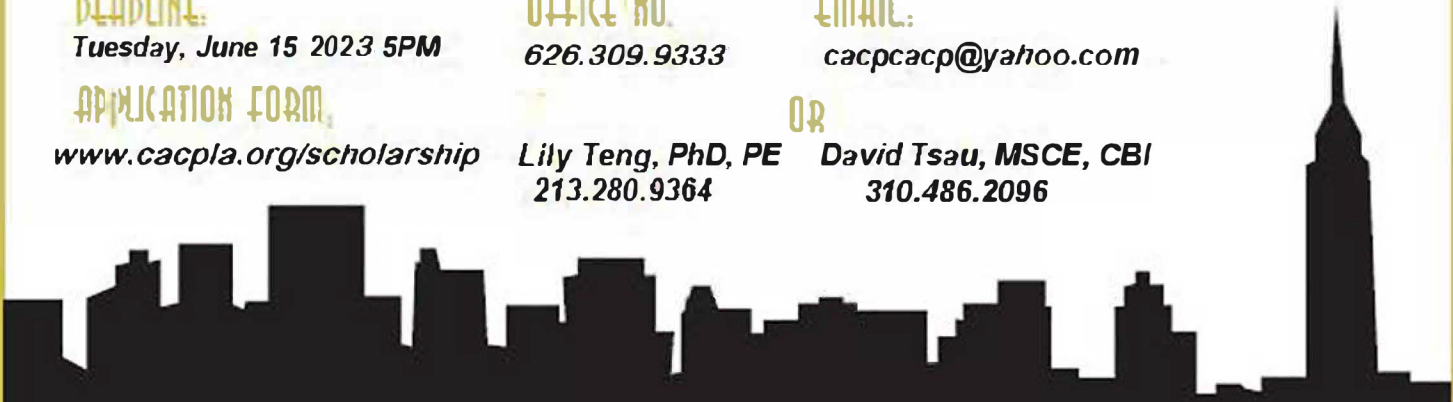 DEADLINE: OFFICE NO. EMAIL:
Tuesday, June 15 2023 5PM 626.309.9333 cacpcacp@yahoo.com
APPLICATION FORM:
OR
www.cacpla.org/scholarship Lily Teng, PhD, PE David Tsau, MSCE, CBI
213.280.9364 310.486.2096